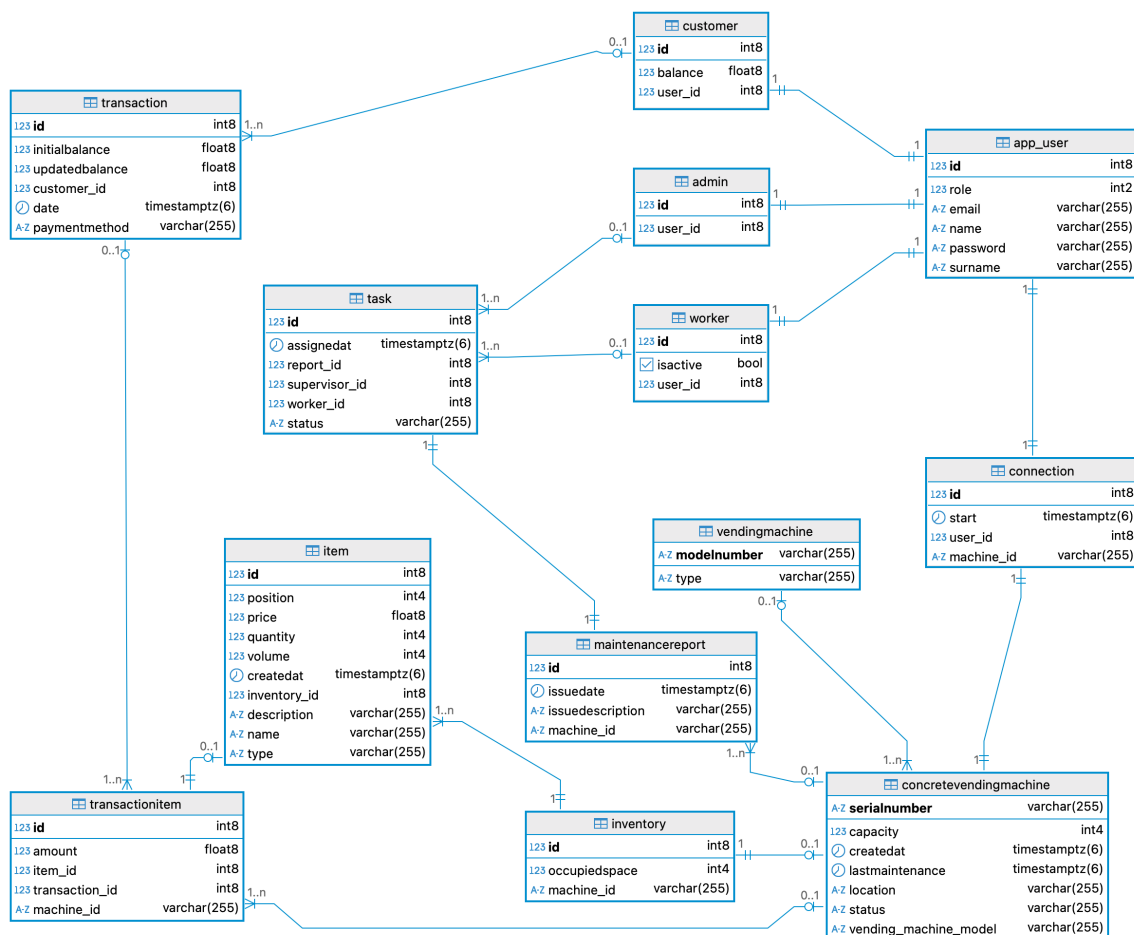 customer
123 id int8
123 balance float8
123 user_id int8
0..1
1
transaction
123 id int8
123 initialbalance float8
123 updatedbalance float8
123 customer_id int8
date timestamptz(6)
A-Z paymentmethod varchar(255)
1..n
0..1
app_user
123 id int8
123 role int2
A-Z email varchar(255)
A-Z name varchar(255)
A-Z password varchar(255)
A-Z surname varchar(255)
1
1
1
1
admin
123 id int8
123 user_id int8
1
0..1
task
123 id int8
assignedat timestamptz(6)
123 report_id int8
123 supervisor_id int8
123 worker_id int8
A-Z status varchar(255)
1..n
1..n
1
worker
123 id int8
isactive bool
123 user_id int8
1
0..1
connection
123 id int8
start timestamptz(6)
123 user_id int8
A-Z machine_id varchar(255)
1
1
vendingmachine
A-Z modelnumber varchar(255)
A-Z type varchar(255)
0..1
item
123 id int8
123 position int4
123 price float8
123 quantity int4
123 volume int4
createdat timestamptz(6)
123 inventory_id int8
A-Z description varchar(255)
A-Z name varchar(255)
A-Z type varchar(255)
1..n
0..1
maintenancereport
123 id int8
issuedate timestamptz(6)
A-Z issuedescription varchar(255)
A-Z machine_id varchar(255)
1
1..n
transactionitem
123 id int8
123 amount float8
123 item_id int8
123 transaction_id int8
A-Z machine_id varchar(255)
1..n
1
1..n
inventory
123 id int8
123 occupiedspace int4
A-Z machine_id varchar(255)
1
1
concretevendingmachine
A-Z serialnumber varchar(255)
123 capacity int4
createdat timestamptz(6)
lastmaintenance timestamptz(6)
A-Z location varchar(255)
A-Z status varchar(255)
A-Z vending_machine_model varchar(255)
1..n
1
0..1
0..1
0..1